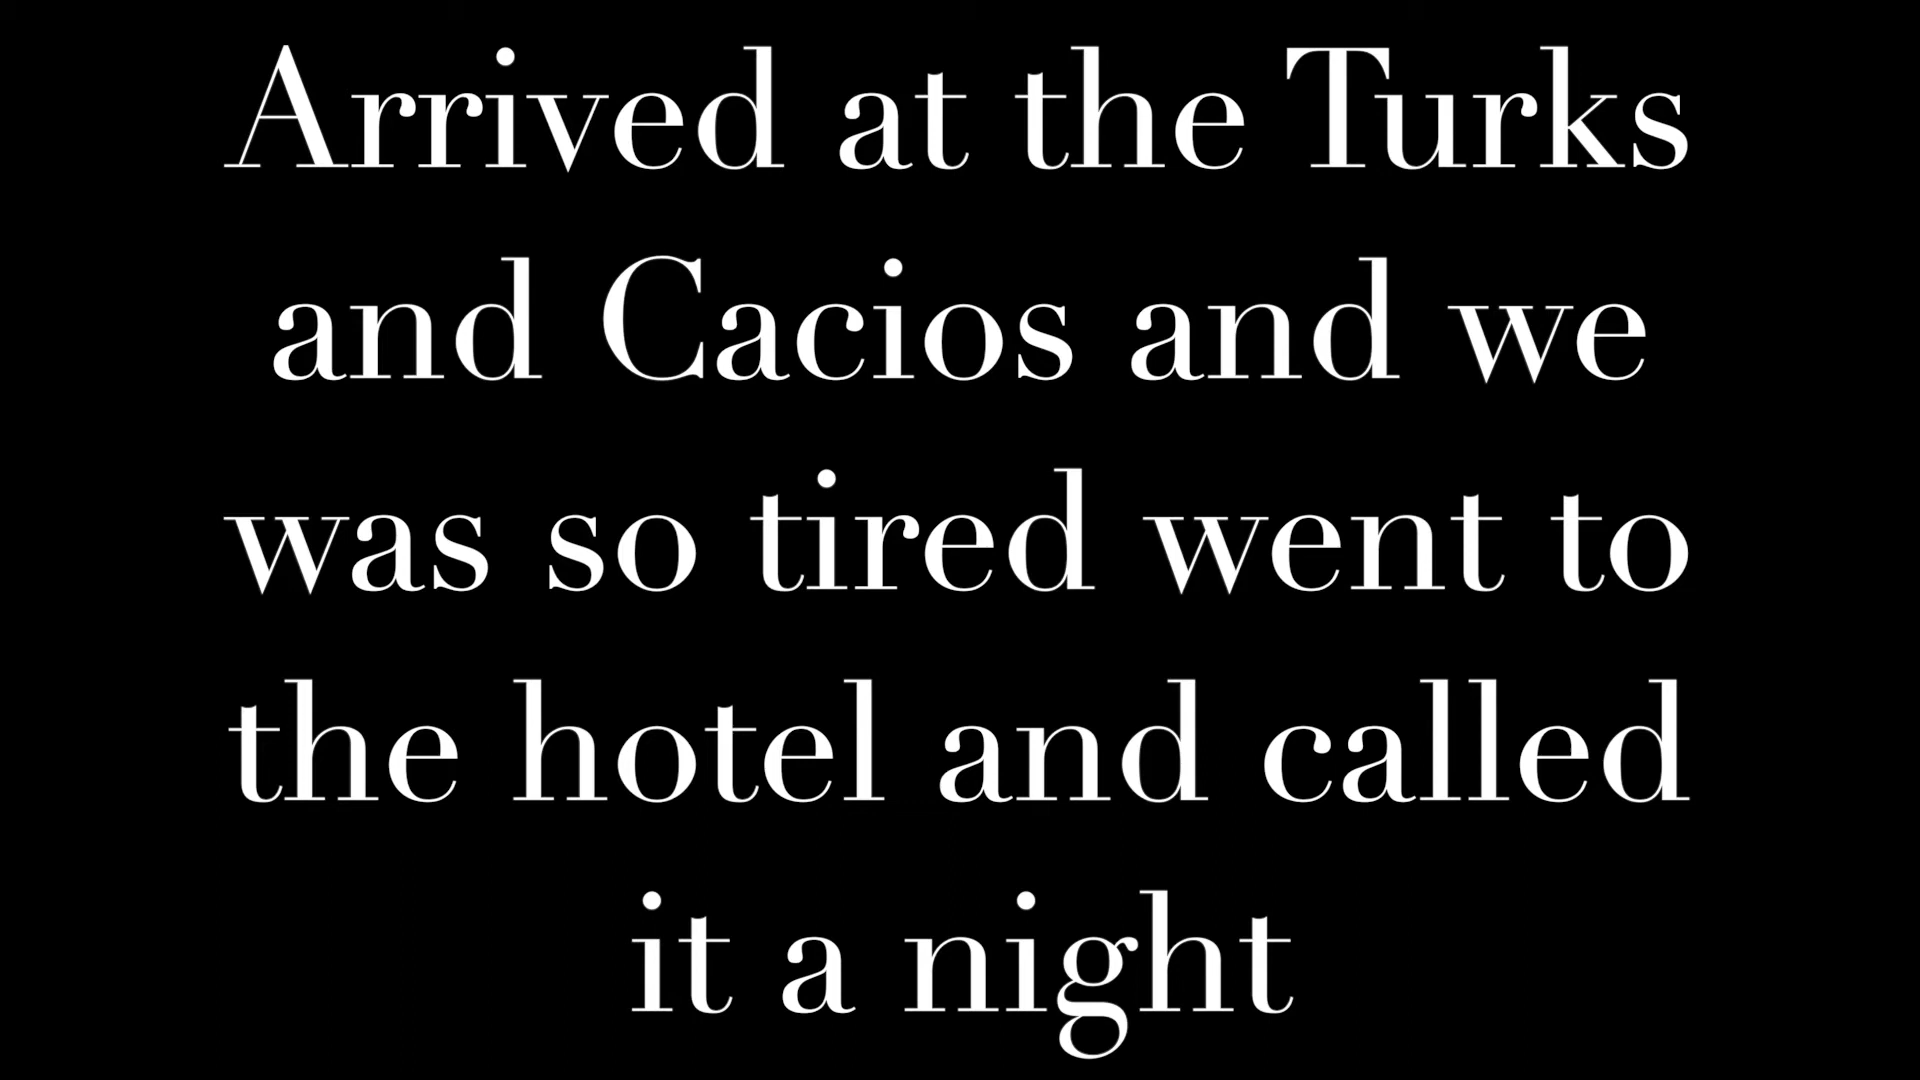 Arrived at the Turks
and Cacios and we
was so tired went to
the hotel and called
it a night